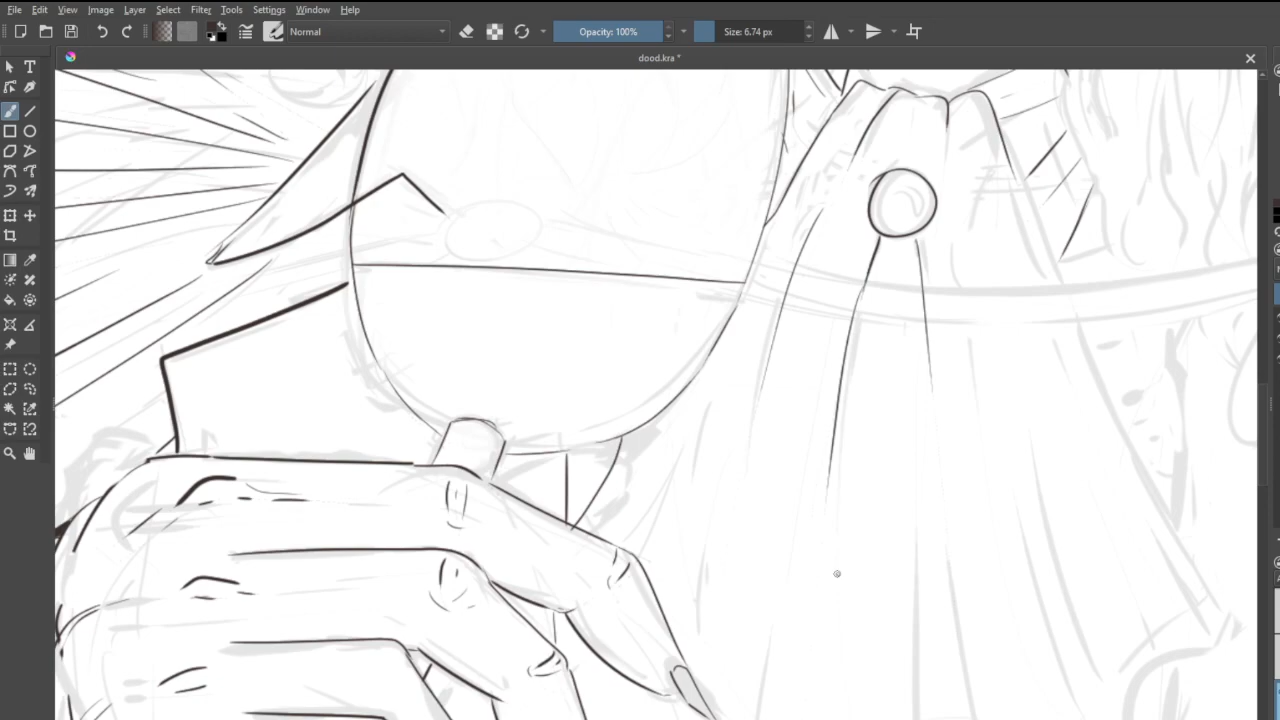 File Edit View Image Layer Select Filter Tools Settings Window Help
Normal Opacity: 100% Size: 6.74 px
dood.kra *